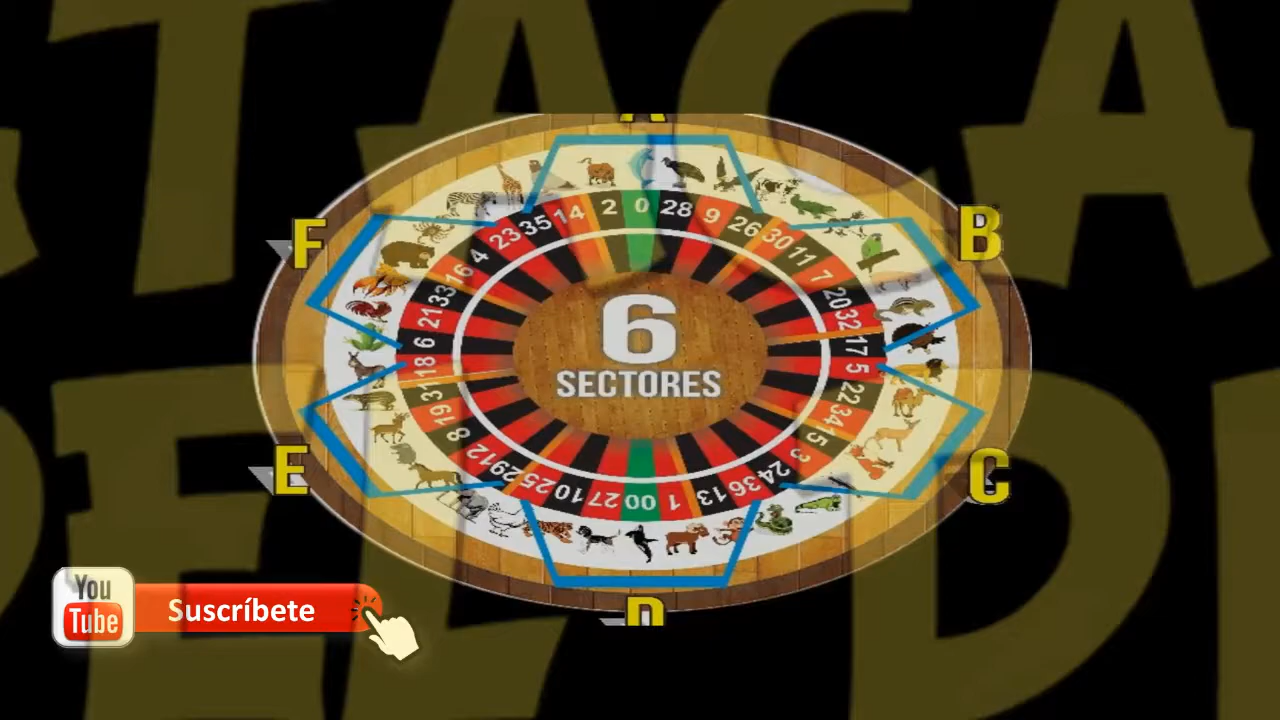 TACA
DE
A
B
C
D
E
F
0 28 9 26 30 11 7 20 32 17 5 22 34 15 3 24 36 13 1 00 27 10 25 29 12 8 19 31 18 6 21 33 16 4 23 35 14 2
6
SECTORES
You
Tube
Suscríbete